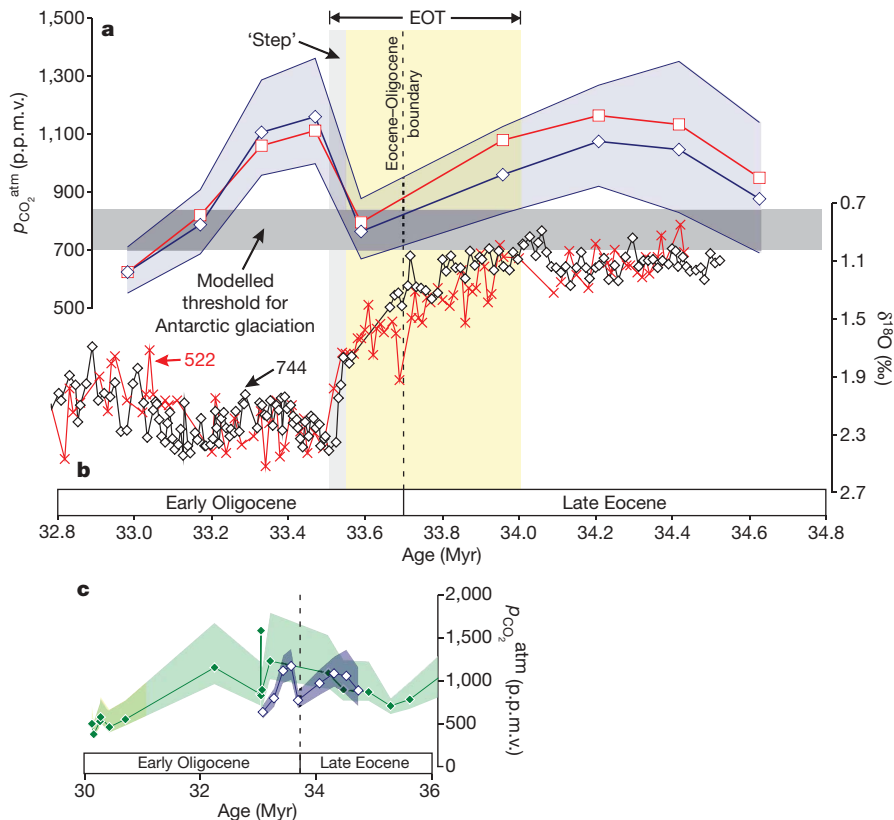 a
EOT
'Step'
Eocene–Oligocene
boundary
1,500
1,300
1,100
900
700
500
pCO2atm (p.p.m.v.)
Modelled
threshold for
Antarctic glaciation
0.7
1.1
1.5
1.9
2.3
2.7
δ18O (‰)
522
744
b
Early Oligocene
Late Eocene
32.8 33.0 33.2 33.4 33.6 33.8 34.0 34.2 34.4 34.6 34.8
Age (Myr)
c
2,000
1,500
1,000
500
0
pCO2atm (p.p.m.v.)
Early Oligocene
Late Eocene
30 32 34 36
Age (Myr)